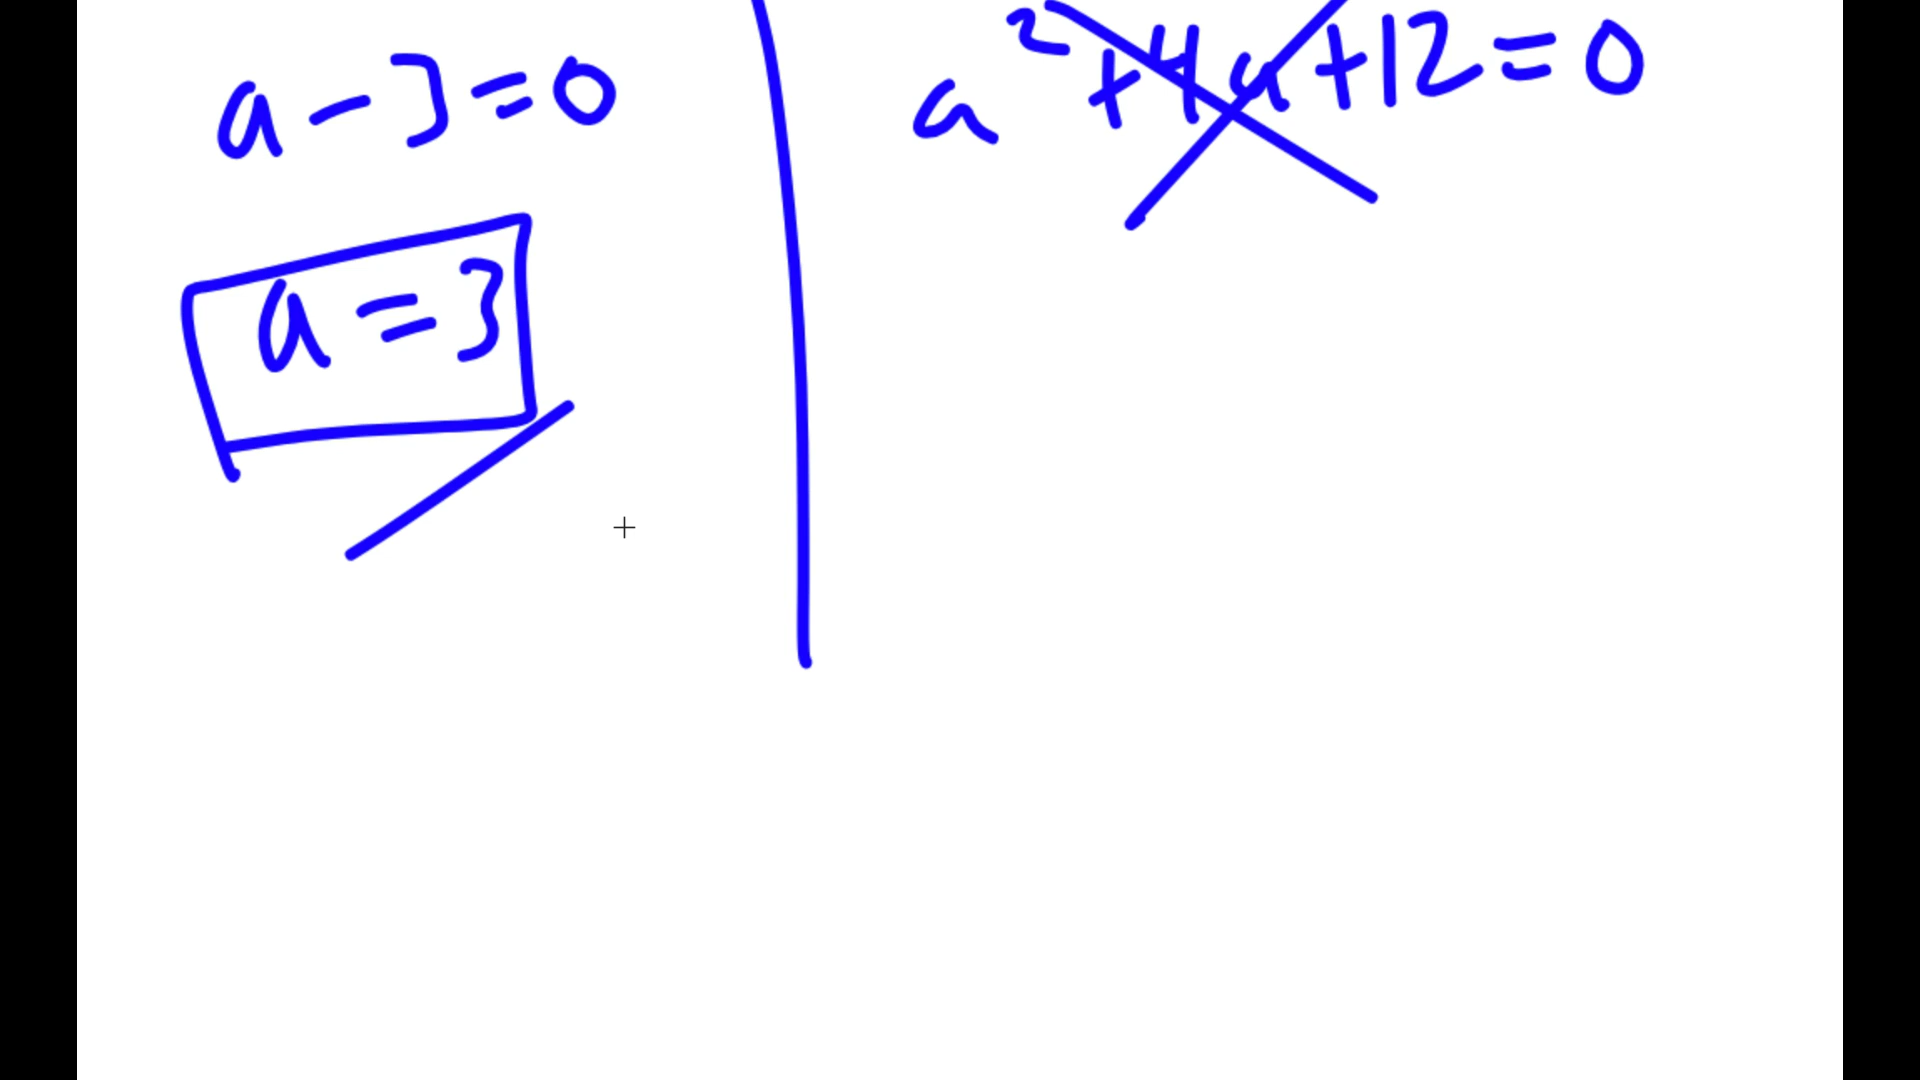 a - 3 = 0
a² + 4a + 12 = 0
a = 3